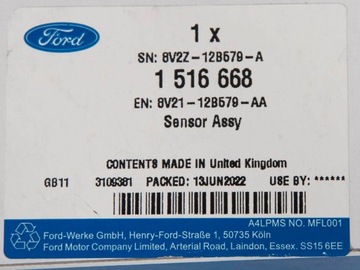 Ford
1 x
SN: 8V2Z-12B579-A
1 516 668
EN: 8V21-12B579-AA
Sensor Assy
CONTENTS MADE IN United Kingdom
GB11 3109381 PACKED: 13JUN2022 USE BY: ******
A4LPMS NO. MFL001
Ford-Werke GmbH, Henry-Ford-Straße 1, 50735 Köln
Ford Motor Company Limited, Arterial Road, Laindon, Essex. SS15 6EE